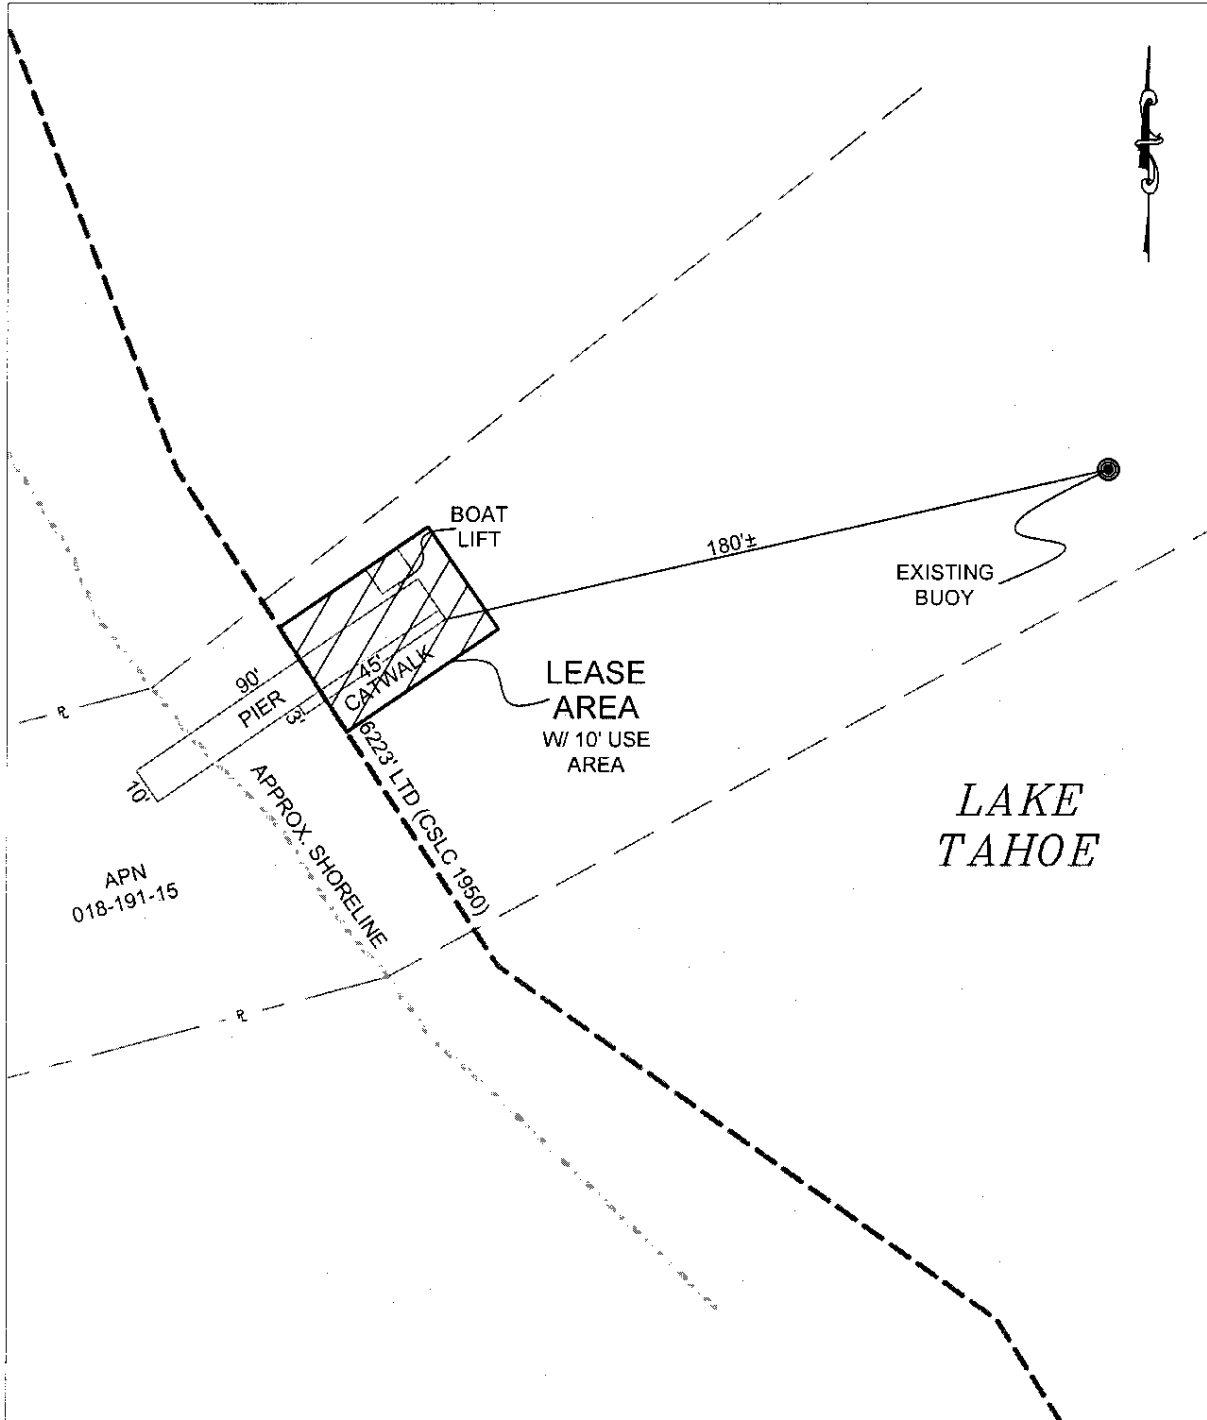 BOAT
LIFT
180'±
EXISTING
BUOY
90'
PIER
45'
CATWALK
3'
10'
LEASE
AREA
W/ 10' USE
AREA
6223' LTD (CSLC 1950)
APPROX. SHORELINE
LAKE
TAHOE
APN
018-191-15